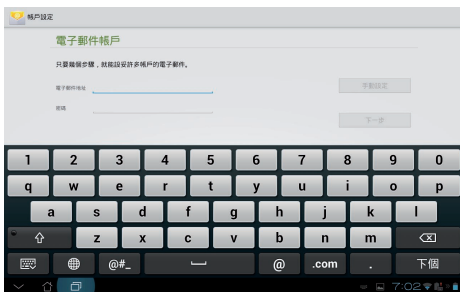 帳戶設定
電子郵件帳戶
只要幾個步驟，就能設妥許多帳戶的電子郵件。
電子郵件地址
密碼
手動設定
下一步
1 2 3 4 5 6 7 8 9 0
q w e r t y u i o p
a s d f g h j k l
z x c v b n m
@#_ @ .com . 下個
7:02